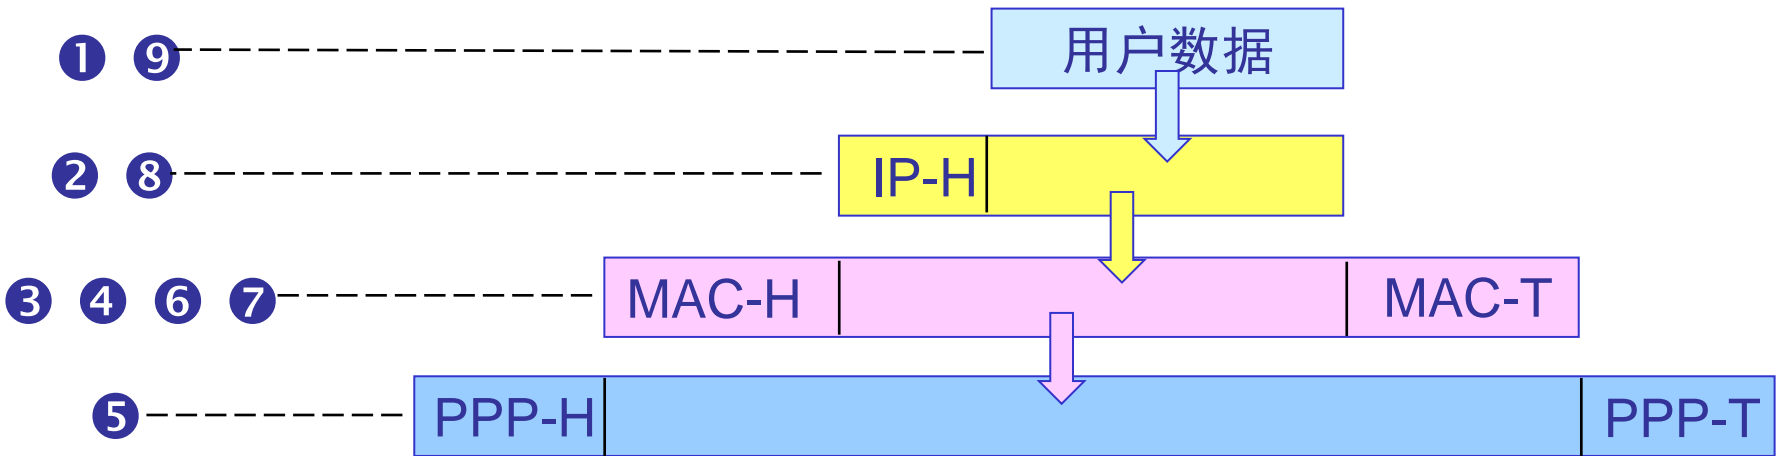 ❶ ❾ 用户数据
❷ ❽ IP-H
❸ ❹ ❻ ❼ MAC-H MAC-T
❺ PPP-H PPP-T